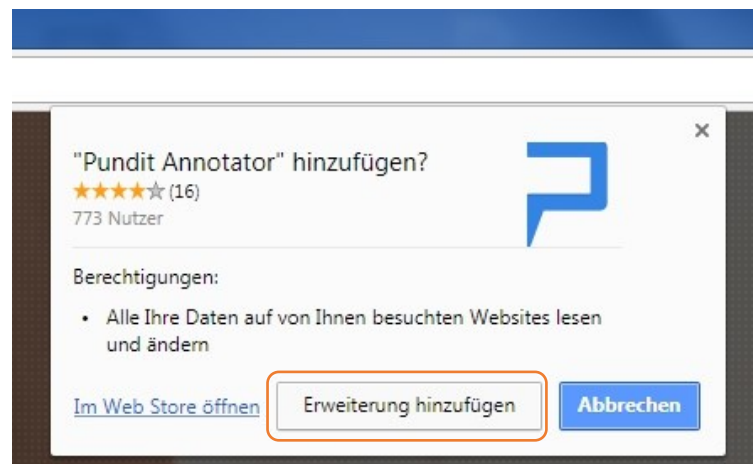 "Pundit Annotator" hinzufügen?
(16)
773 Nutzer
Berechtigungen:
• Alle Ihre Daten auf von Ihnen besuchten Websites lesen
und ändern
Im Web Store öffnen Erweiterung hinzufügen Abbrechen